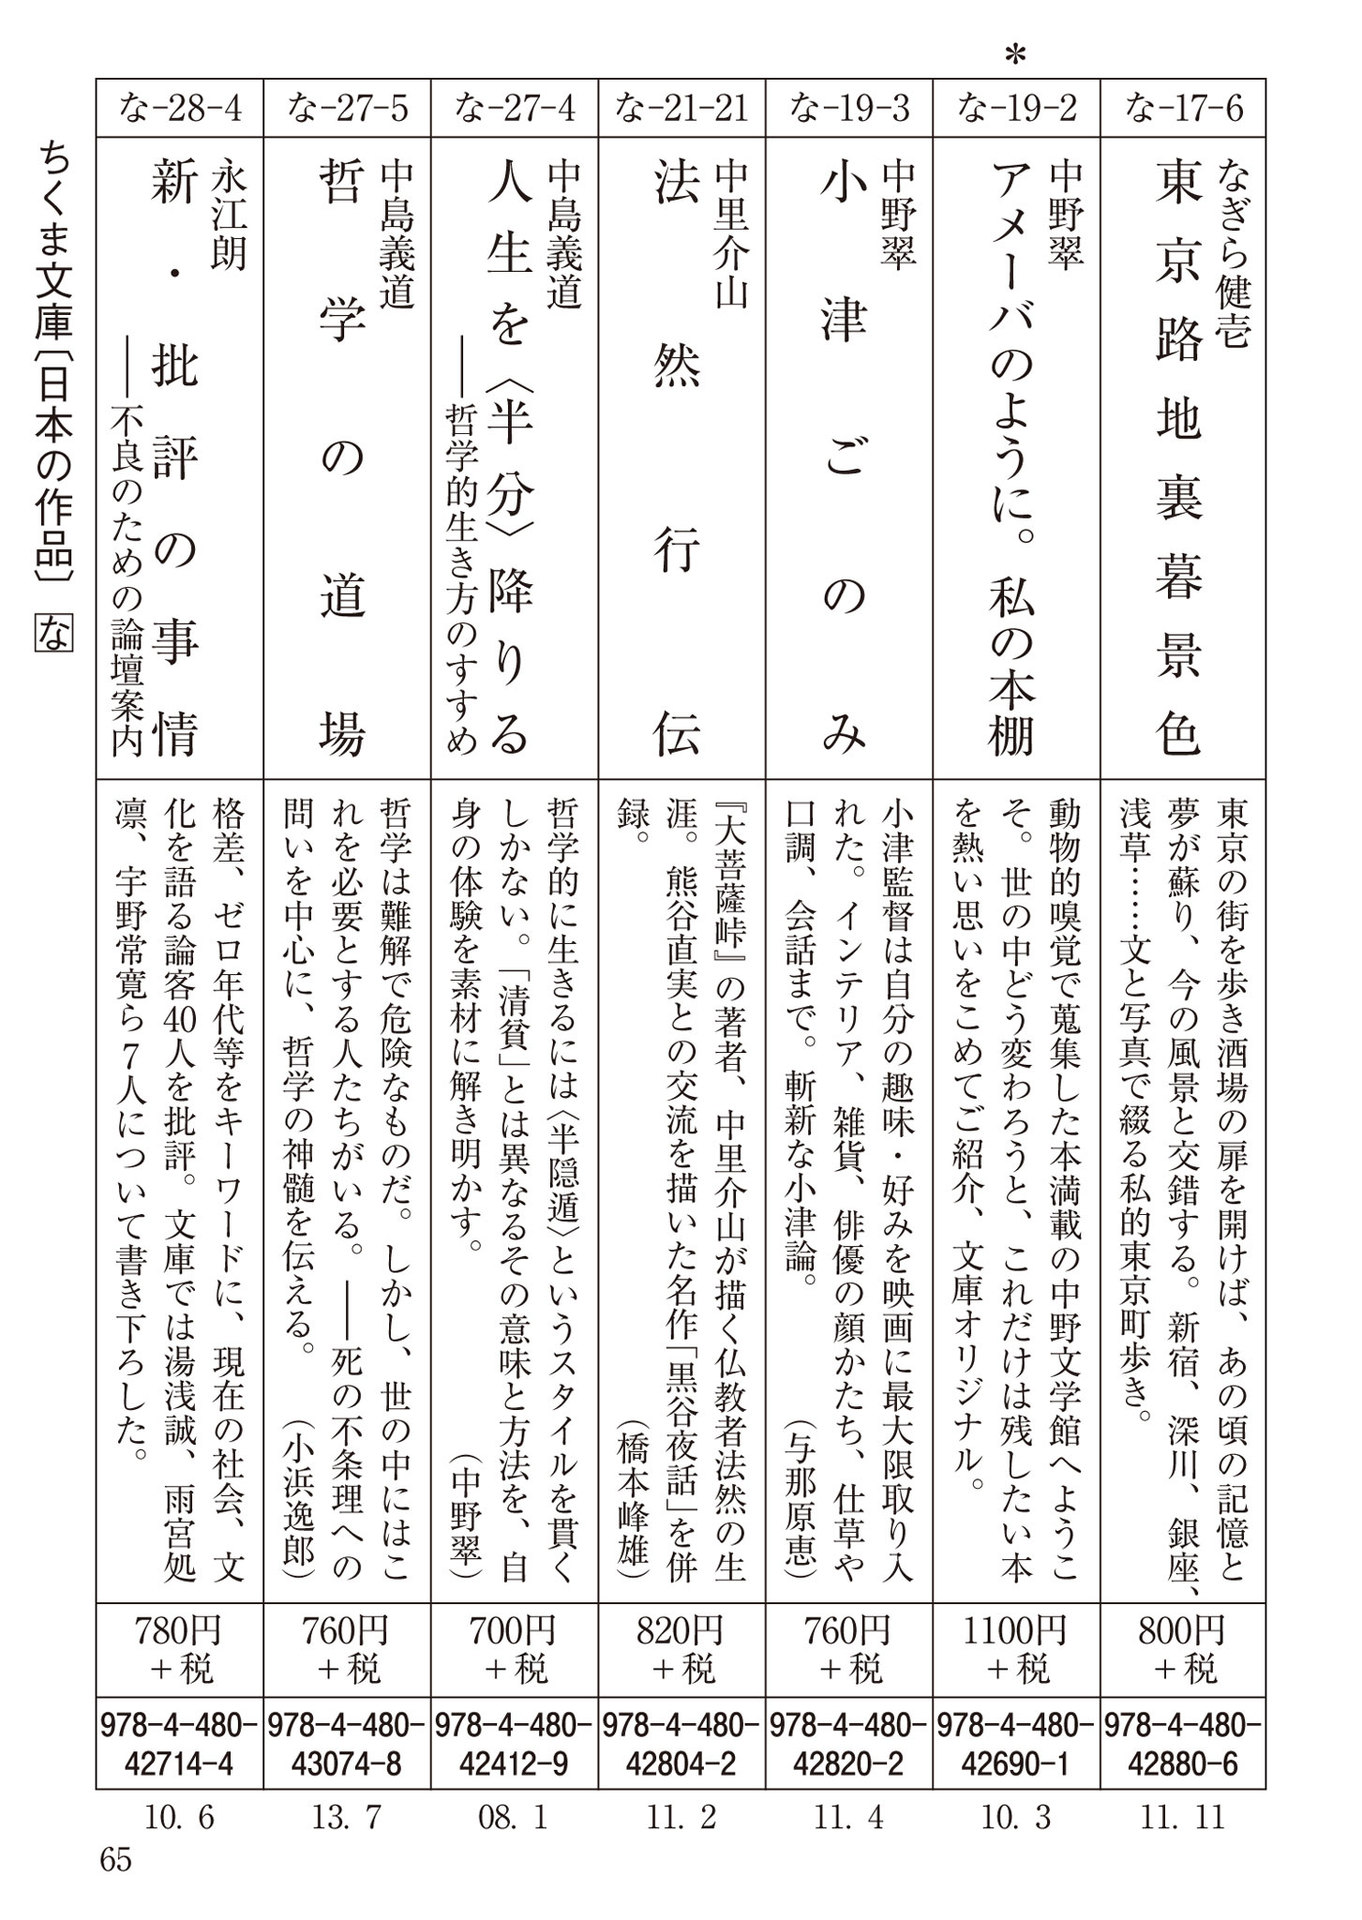 ＊
な-17-6
なぎら健壱
東京路地裏暮景色
東京の街を歩き酒場の扉を開けば、あの頃の記憶と
夢が蘇り、今の風景と交錯する。新宿、深川、銀座、
浅草……文と写真で綴る私的東京町歩き。
800円
＋税
978-4-480-
42880-6
11. 11
な-19-2
中野翠
アメーバのように。私の本棚
動物的嗅覚で蒐集した本満載の中野文学館へようこ
そ。世の中どう変わろうと、これだけは残したい本
を熱い思いをこめてご紹介、文庫オリジナル。
1100円
＋税
978-4-480-
42690-1
10. 3
な-19-3
中野翠
小津ごのみ
小津監督は自分の趣味・好みを映画に最大限取り入
れた。インテリア、雑貨、俳優の顔かたち、仕草や
口調、会話まで。斬新な小津論。（与那原恵）
760円
＋税
978-4-480-
42820-2
11. 4
な-21-21
中里介山
法然行伝
『大菩薩峠』の著者、中里介山が描く仏教者法然の生
涯。熊谷直実との交流を描いた名作「黒谷夜話」を併
録。（橋本峰雄）
820円
＋税
978-4-480-
42804-2
11. 2
な-27-4
中島義道
人生を〈半分〉降りる
――哲学的生き方のすすめ
哲学的に生きるには〈半隠遁〉というスタイルを貫く
しかない。「清貧」とは異なるその意味と方法を、自
身の体験を素材に解き明かす。（中野翠）
700円
＋税
978-4-480-
42412-9
08. 1
な-27-5
中島義道
哲学の道場
哲学は難解で危険なものだ。しかし、世の中にはこ
れを必要とする人たちがいる。――死の不条理への
問いを中心に、哲学の神髄を伝える。（小浜逸郎）
760円
＋税
978-4-480-
43074-8
13. 7
な-28-4
永江朗
新・批評の事情
――不良のための論壇案内
格差、ゼロ年代等をキーワードに、現在の社会、文
化を語る論客40人を批評。文庫では湯浅誠、雨宮処
凛、宇野常寛ら7人について書き下ろした。
780円
＋税
978-4-480-
42714-4
10. 6
ちくま文庫〔日本の作品〕な
65